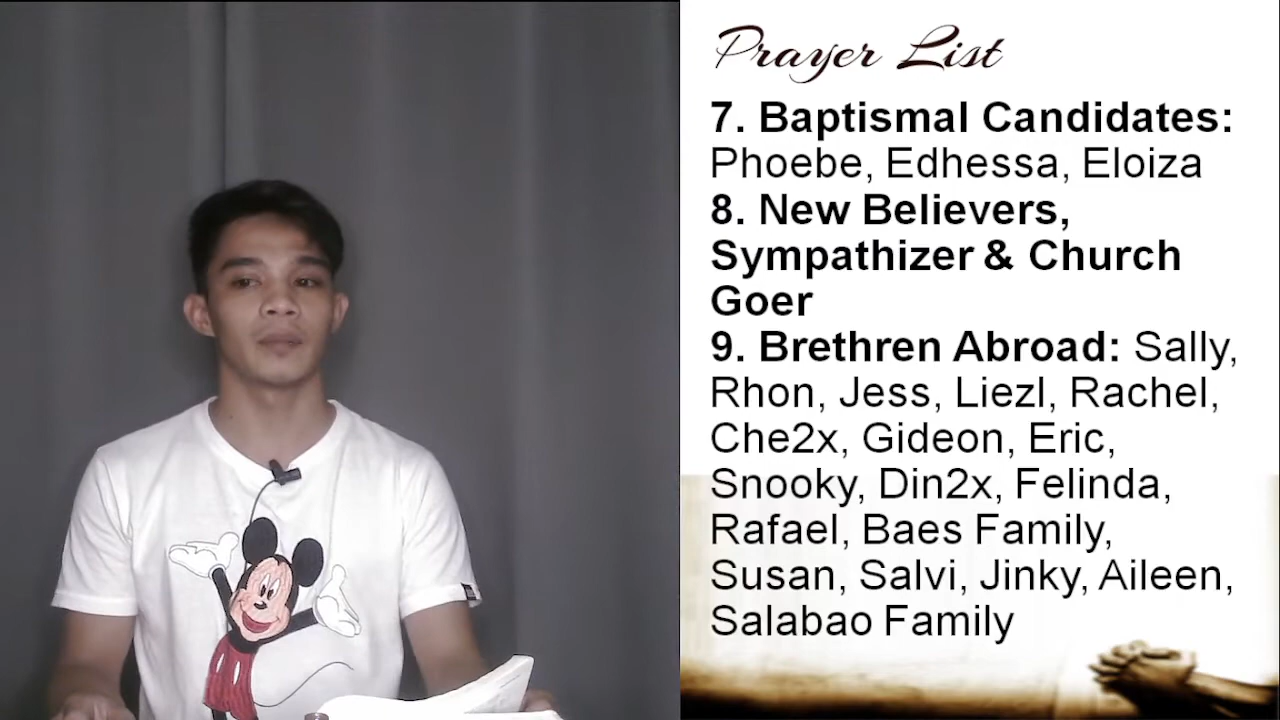 Prayer List
7. Baptismal Candidates:
Phoebe, Edhessa, Eloiza
8. New Believers,
Sympathizer & Church
Goer
9. Brethren Abroad: Sally,
Rhon, Jess, Liezl, Rachel,
Che2x, Gideon, Eric,
Snooky, Din2x, Felinda,
Rafael, Baes Family,
Susan, Salvi, Jinky, Aileen,
Salabao Family